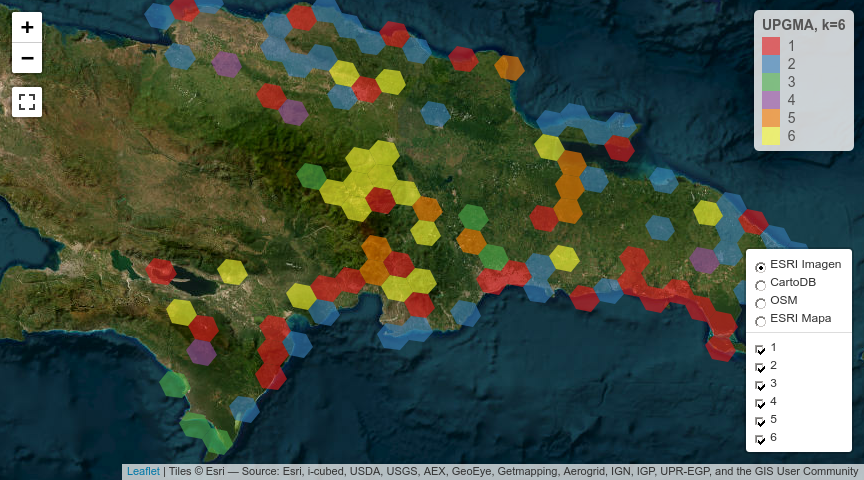 +
−
UPGMA, k=6
1
2
3
4
5
6
ESRI Imagen
CartoDB
OSM
ESRI Mapa
1
2
3
4
5
6
Leaflet | Tiles © Esri — Source: Esri, i-cubed, USDA, USGS, AEX, GeoEye, Getmapping, Aerogrid, IGN, IGP, UPR-EGP, and the GIS User Community